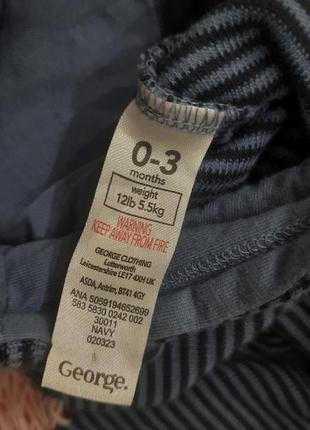 0-3
months
weight
12lb 5.5kg
WARNING
KEEP AWAY FROM FIRE
GEORGE CLOTHING
Lutterworth
Leicestershire LE17 4XH UK
ASDA, Antrim, BT41 4GY
ANA 5059194652699
583 5830 0242 002
30011
NAVY
020323
George.